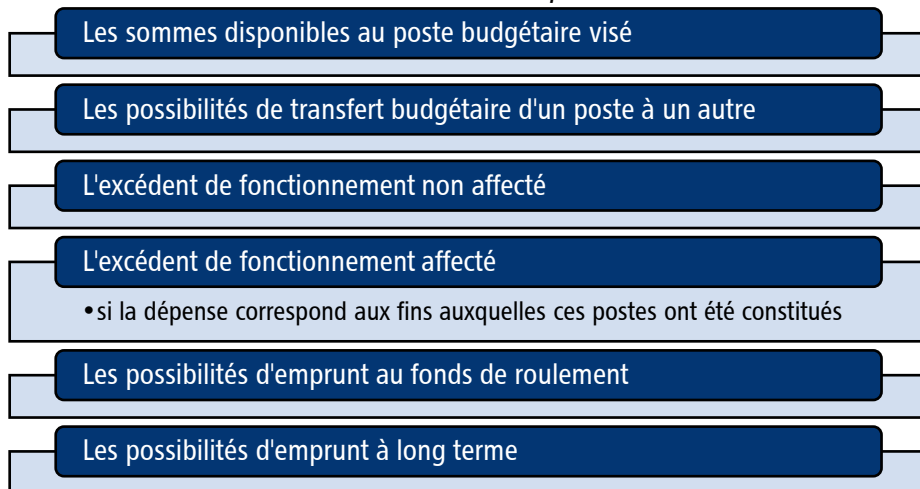 Les sommes disponibles au poste budgétaire visé
Les possibilités de transfert budgétaire d'un poste à un autre
L'excédent de fonctionnement non affecté
L'excédent de fonctionnement affecté
•si la dépense correspond aux fins auxquelles ces postes ont été constitués
Les possibilités d'emprunt au fonds de roulement
Les possibilités d'emprunt à long terme